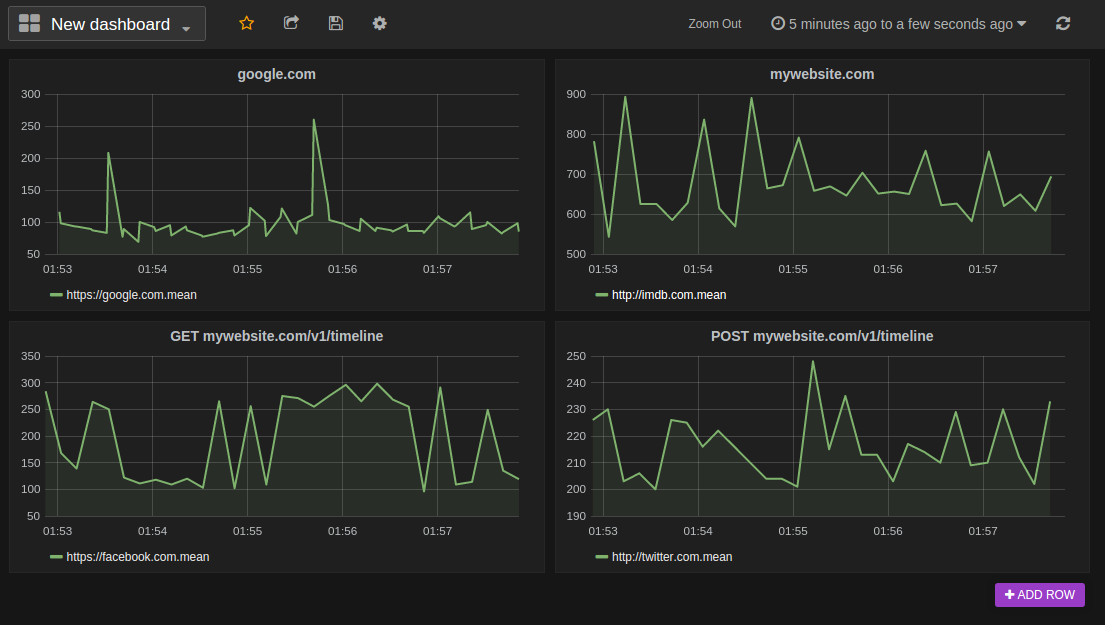 New dashboard
Zoom Out
5 minutes ago to a few seconds ago
google.com
300
250
200
150
100
50
01:53 01:54 01:55 01:56 01:57
https://google.com.mean
mywebsite.com
900
800
700
600
500
01:53 01:54 01:55 01:56 01:57
http://imdb.com.mean
GET mywebsite.com/v1/timeline
350
300
250
200
150
100
50
01:53 01:54 01:55 01:56 01:57
https://facebook.com.mean
POST mywebsite.com/v1/timeline
250
240
230
220
210
200
190
01:53 01:54 01:55 01:56 01:57
http://twitter.com.mean
ADD ROW